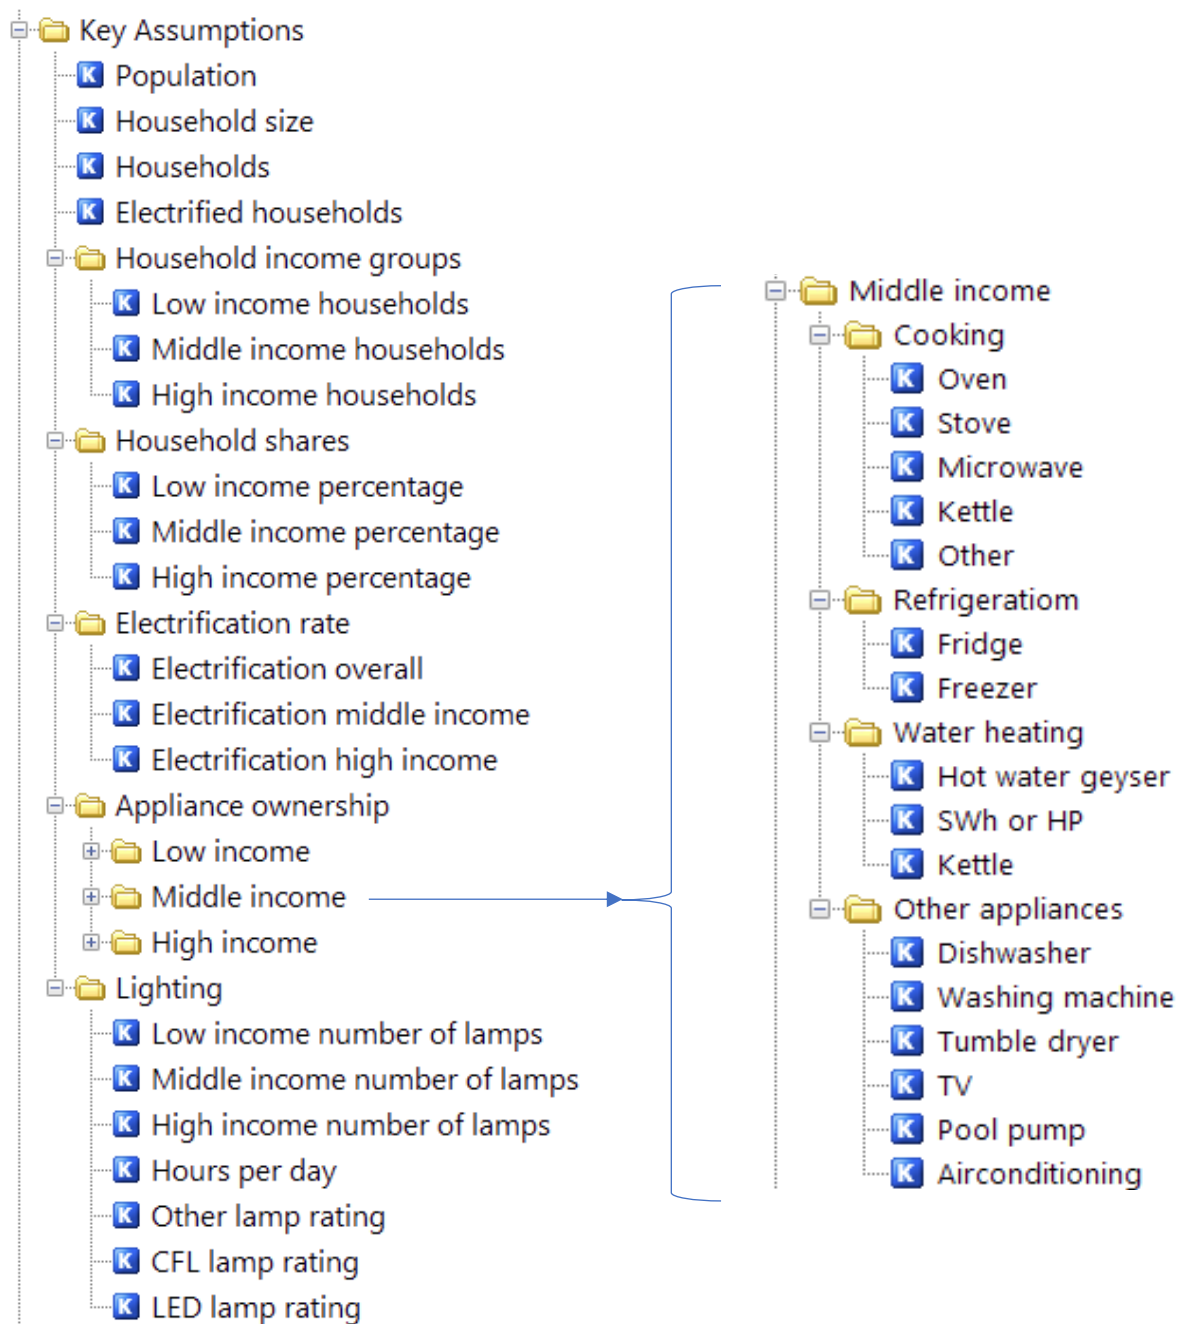 Key Assumptions
K Population
K Household size
K Households
K Electrified households
Household income groups
K Low income households
K Middle income households
K High income households
Household shares
K Low income percentage
K Middle income percentage
K High income percentage
Electrification rate
K Electrification overall
K Electrification middle income
K Electrification high income
Appliance ownership
Low income
Middle income
High income
Lighting
K Low income number of lamps
K Middle income number of lamps
K High income number of lamps
K Hours per day
K Other lamp rating
K CFL lamp rating
K LED lamp rating
Middle income
Cooking
K Oven
K Stove
K Microwave
K Kettle
K Other
Refrigeratiom
K Fridge
K Freezer
Water heating
K Hot water geyser
K SWh or HP
K Kettle
Other appliances
K Dishwasher
K Washing machine
K Tumble dryer
K TV
K Pool pump
K Airconditioning